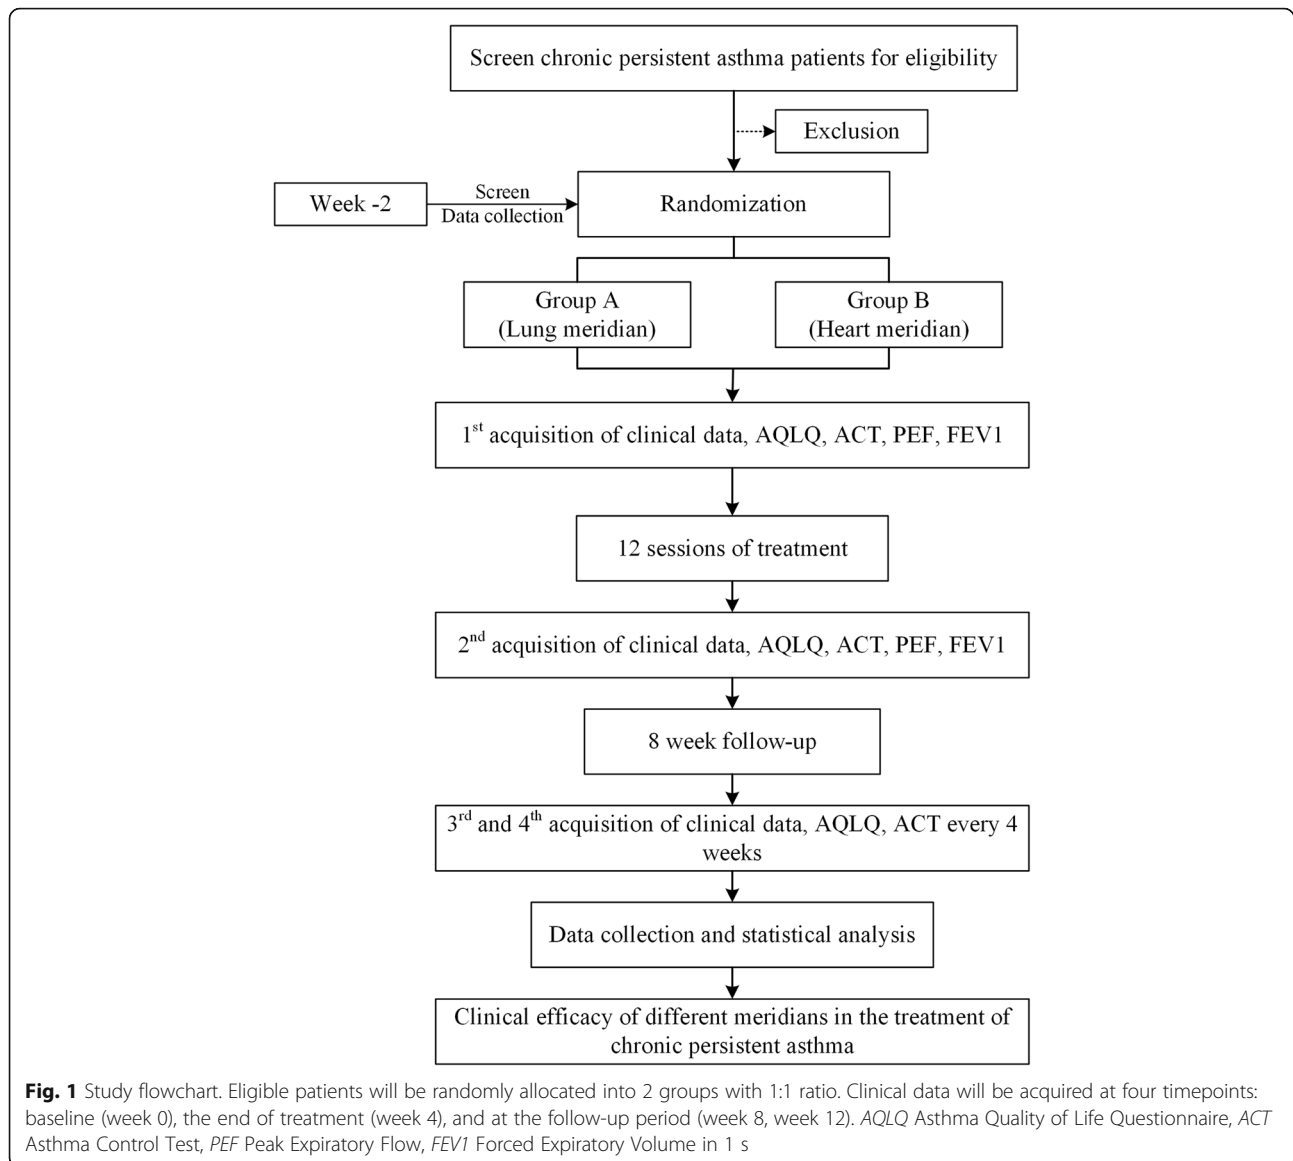 Screen chronic persistent asthma patients for eligibility
Exclusion
Week -2
Screen
Data collection
Randomization
Group A
(Lung meridian)
Group B
(Heart meridian)
1st acquisition of clinical data, AQLQ, ACT, PEF, FEV1
12 sessions of treatment
2nd acquisition of clinical data, AQLQ, ACT, PEF, FEV1
8 week follow-up
3rd and 4th acquisition of clinical data, AQLQ, ACT every 4
weeks
Data collection and statistical analysis
Clinical efficacy of different meridians in the treatment of
chronic persistent asthma
Fig. 1 Study flowchart. Eligible patients will be randomly allocated into 2 groups with 1:1 ratio. Clinical data will be acquired at four timepoints:
baseline (week 0), the end of treatment (week 4), and at the follow-up period (week 8, week 12). AQLQ Asthma Quality of Life Questionnaire, ACT
Asthma Control Test, PEF Peak Expiratory Flow, FEV1 Forced Expiratory Volume in 1 s